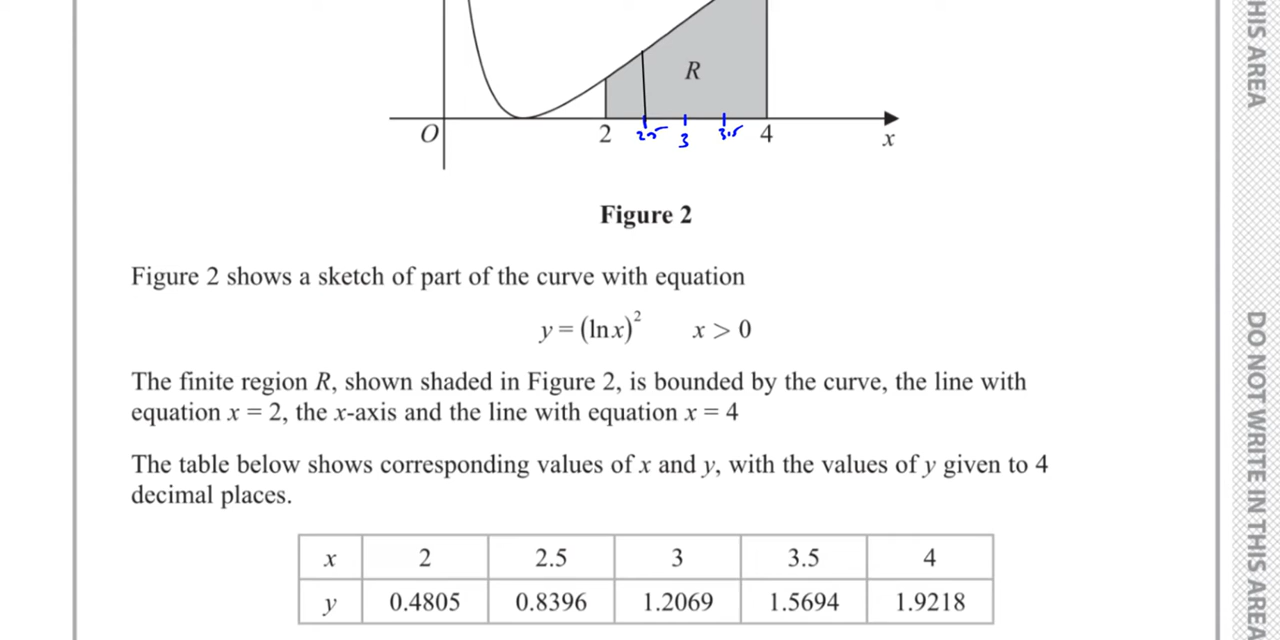 R
O 2 2.5 3 3.5 4 x
Figure 2
Figure 2 shows a sketch of part of the curve with equation
y = (ln x)² x > 0
The finite region R, shown shaded in Figure 2, is bounded by the curve, the line with
equation x = 2, the x-axis and the line with equation x = 4
The table below shows corresponding values of x and y, with the values of y given to 4
decimal places.
x 2 2.5 3 3.5 4
y 0.4805 0.8396 1.2069 1.5694 1.9218
HIS AREA
DO NOT WRITE IN THIS AREA